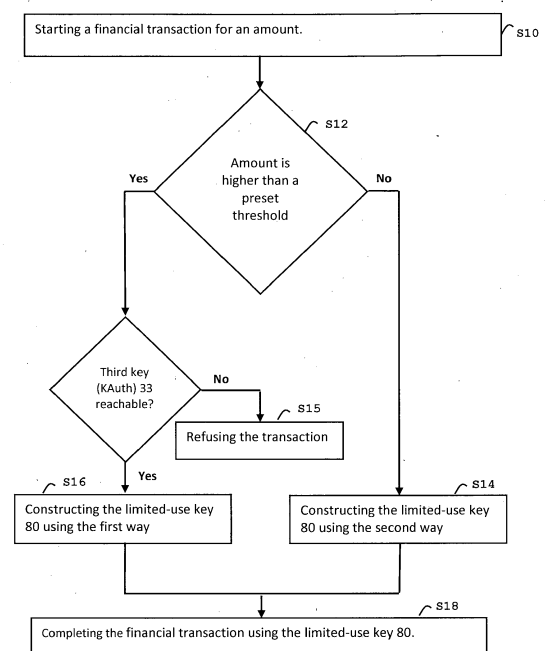 Starting a financial transaction for an amount.
S10
S12
Amount is
higher than a
preset
threshold
Yes
No
Third key
(KAuth) 33
reachable?
No
S15
Refusing the transaction
Yes
S16
Constructing the limited-use key
80 using the first way
S14
Constructing the limited-use key
80 using the second way
S18
Completing the financial transaction using the limited-use key 80.